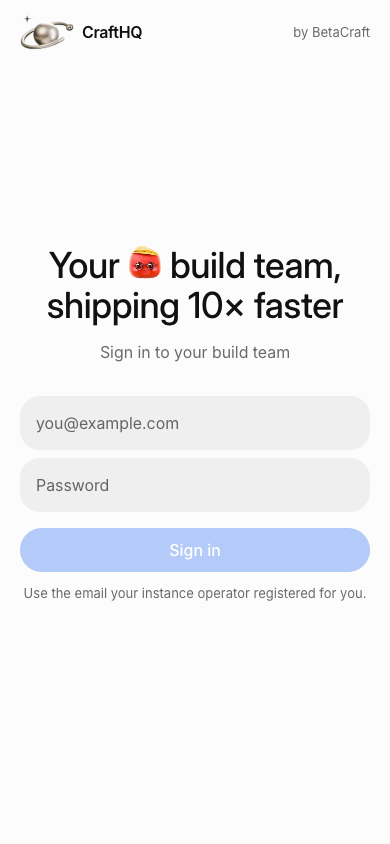 CraftHQ
by BetaCraft
Your build team,
shipping 10× faster
Sign in to your build team
you@example.com
Password
Sign in
Use the email your instance operator registered for you.